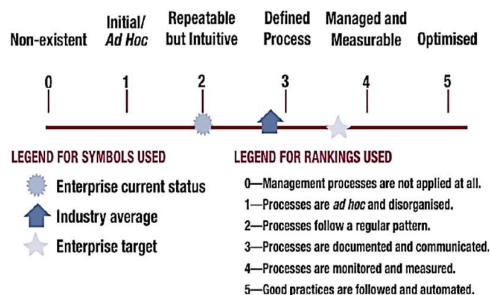 Non-existent
Initial/
Ad Hoc
Repeatable
but Intuitive
Defined
Process
Managed and
Measurable
Optimised
0 1 2 3 4 5
LEGEND FOR SYMBOLS USED
Enterprise current status
Industry average
Enterprise target
LEGEND FOR RANKINGS USED
0—Management processes are not applied at all.
1—Processes are ad hoc and disorganised.
2—Processes follow a regular pattern.
3—Processes are documented and communicated.
4—Processes are monitored and measured.
5—Good practices are followed and automated.